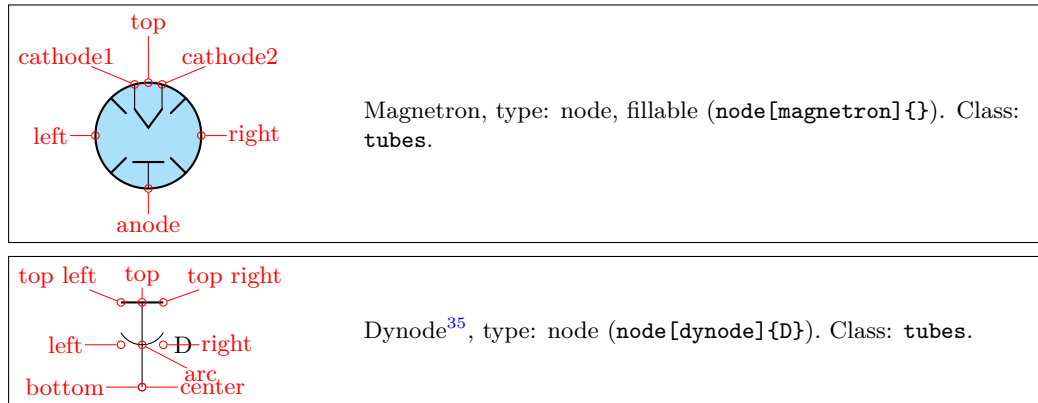 top
cathode1 cathode2
left right
anode
Magnetron, type: node, fillable (node[magnetron]{}). Class:
tubes.
top left top top right
left D right
arc
bottom center
Dynode35, type: node (node[dynode]{D}). Class: tubes.